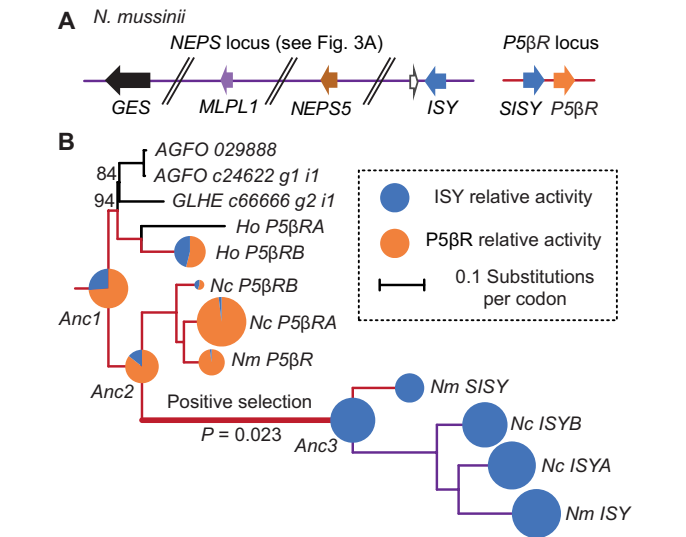 A N. mussinii
NEPS locus (see Fig. 3A) P5βR locus
GES MLPL1 NEPS5 ISY SISY P5βR
B
AGFO 029888
84 AGFO c24622 g1 i1
94 GLHE c66666 g2 i1
Ho P5βRA
Ho P5βRB
Nc P5βRB
Anc1 Nc P5βRA
Nm P5βR
Anc2
Positive selection
P = 0.023
Anc3
Nm SISY
Nc ISYB
Nc ISYA
Nm ISY
ISY relative activity
P5βR relative activity
0.1 Substitutions
per codon